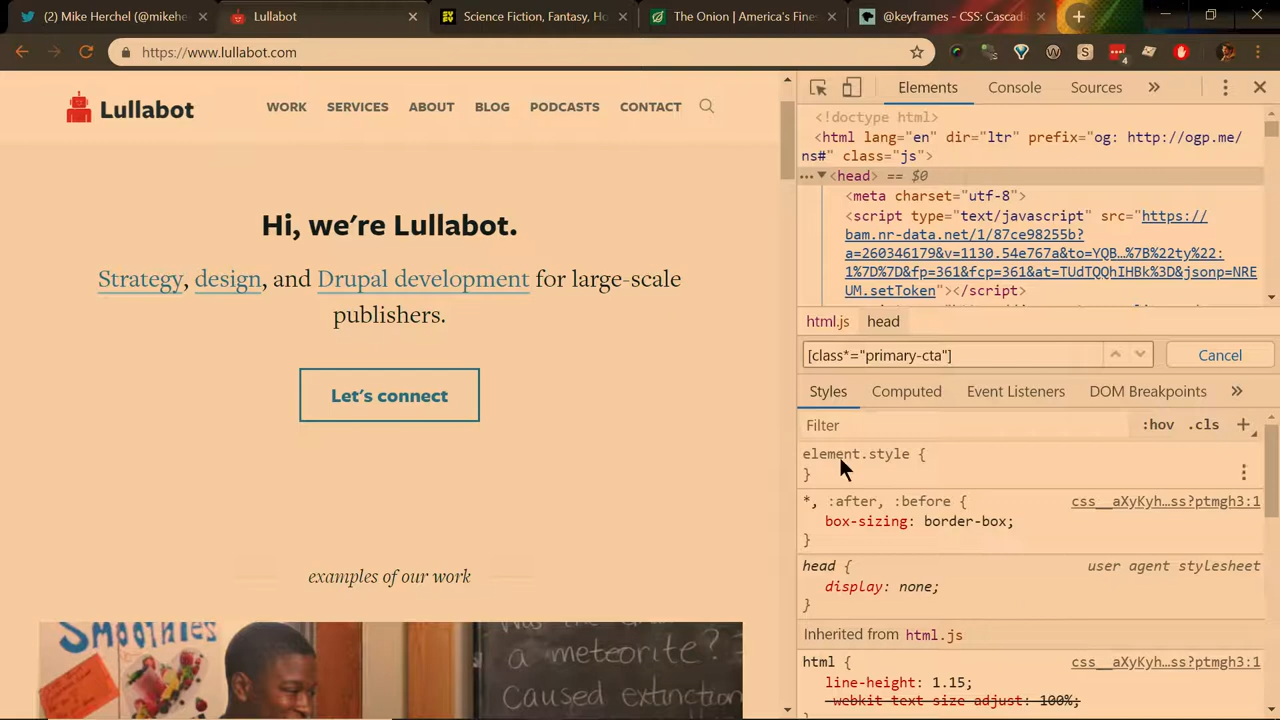 (2) Mike Herchel (@mikehe
Lullabot
Science Fiction, Fantasy, Ho
The Onion | America's Fines
@keyframes - CSS: Cascadi
https://www.lullabot.com
4
Lullabot
WORK SERVICES ABOUT BLOG PODCASTS CONTACT
Hi, we're Lullabot.
Strategy, design, and Drupal development for large-scale
publishers.
Let's connect
examples of our work
Smoothies
a meteorite?
Caused extinction
Elements Console Sources »
<!doctype html>
<html lang="en" dir="ltr" prefix="og: http://ogp.me/
ns#" class="js">
… ▼<head> == $0
<meta charset="utf-8">
<script type="text/javascript" src="https://
bam.nr-data.net/1/87ce98255b?
a=260346179&v=1130.54e767a&to=YQB…%7B%22ty%22:
1%7D%7D&fp=361&fcp=361&at=TUdTQQhIHBk%3D&jsonp=NRE
UM.setToken"></script>
html.js head
[class*="primary-cta"] Cancel
Styles Computed Event Listeners DOM Breakpoints »
Filter :hov .cls +
element.style {
}
*, :after, :before { css__aXyKyh…ss?ptmgh3:1
box-sizing: border-box;
}
head { user agent stylesheet
display: none;
}
Inherited from html.js
html { css__aXyKyh…ss?ptmgh3:1
line-height: 1.15;
-webkit-text-size-adjust: 100%;